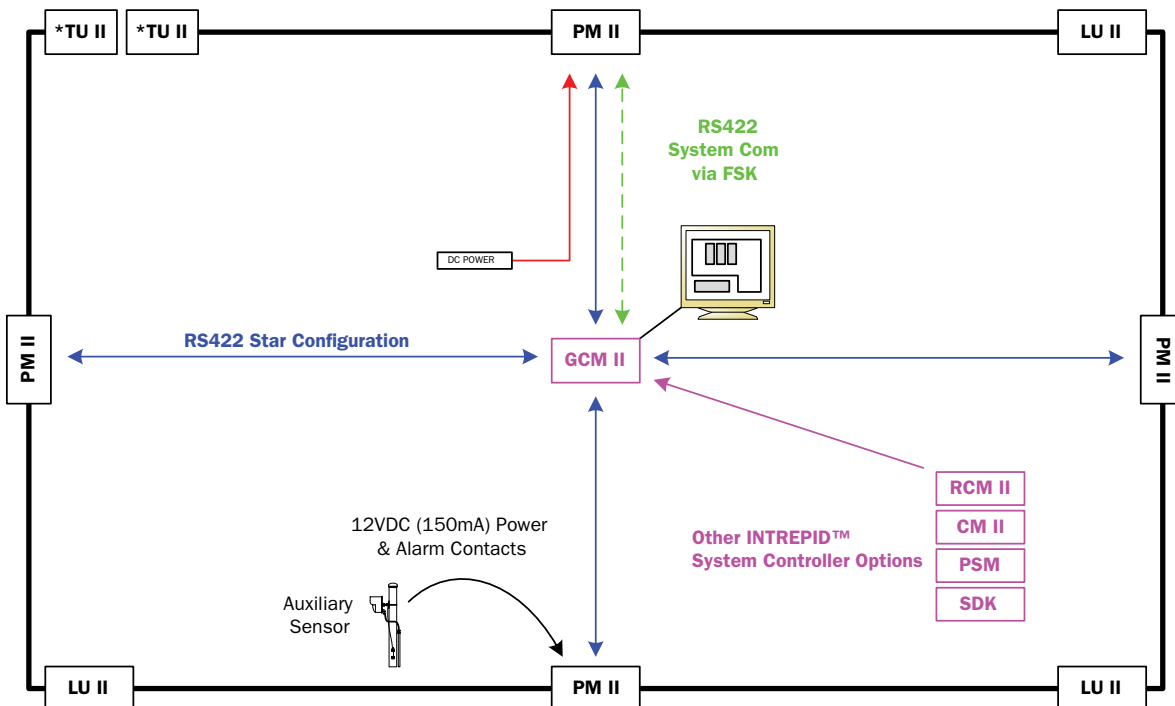 *TU II
*TU II
PM II
LU II
RS422
System Com
via FSK
DC POWER
PM II
RS422 Star Configuration
GCM II
PM II
RCM II
CM II
PSM
SDK
Other INTREPID™
System Controller Options
12VDC (150mA) Power
& Alarm Contacts
Auxiliary
Sensor
LU II
PM II
LU II